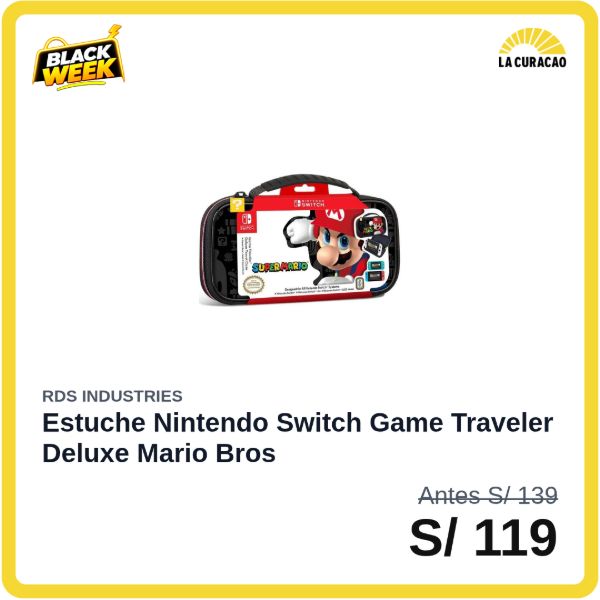 BLACK
WEEK
LA CURACAO
NINTENDO
SWITCH
SUPER MARIO
RDS INDUSTRIES
Estuche Nintendo Switch Game Traveler
Deluxe Mario Bros
Antes S/ 139
S/ 119